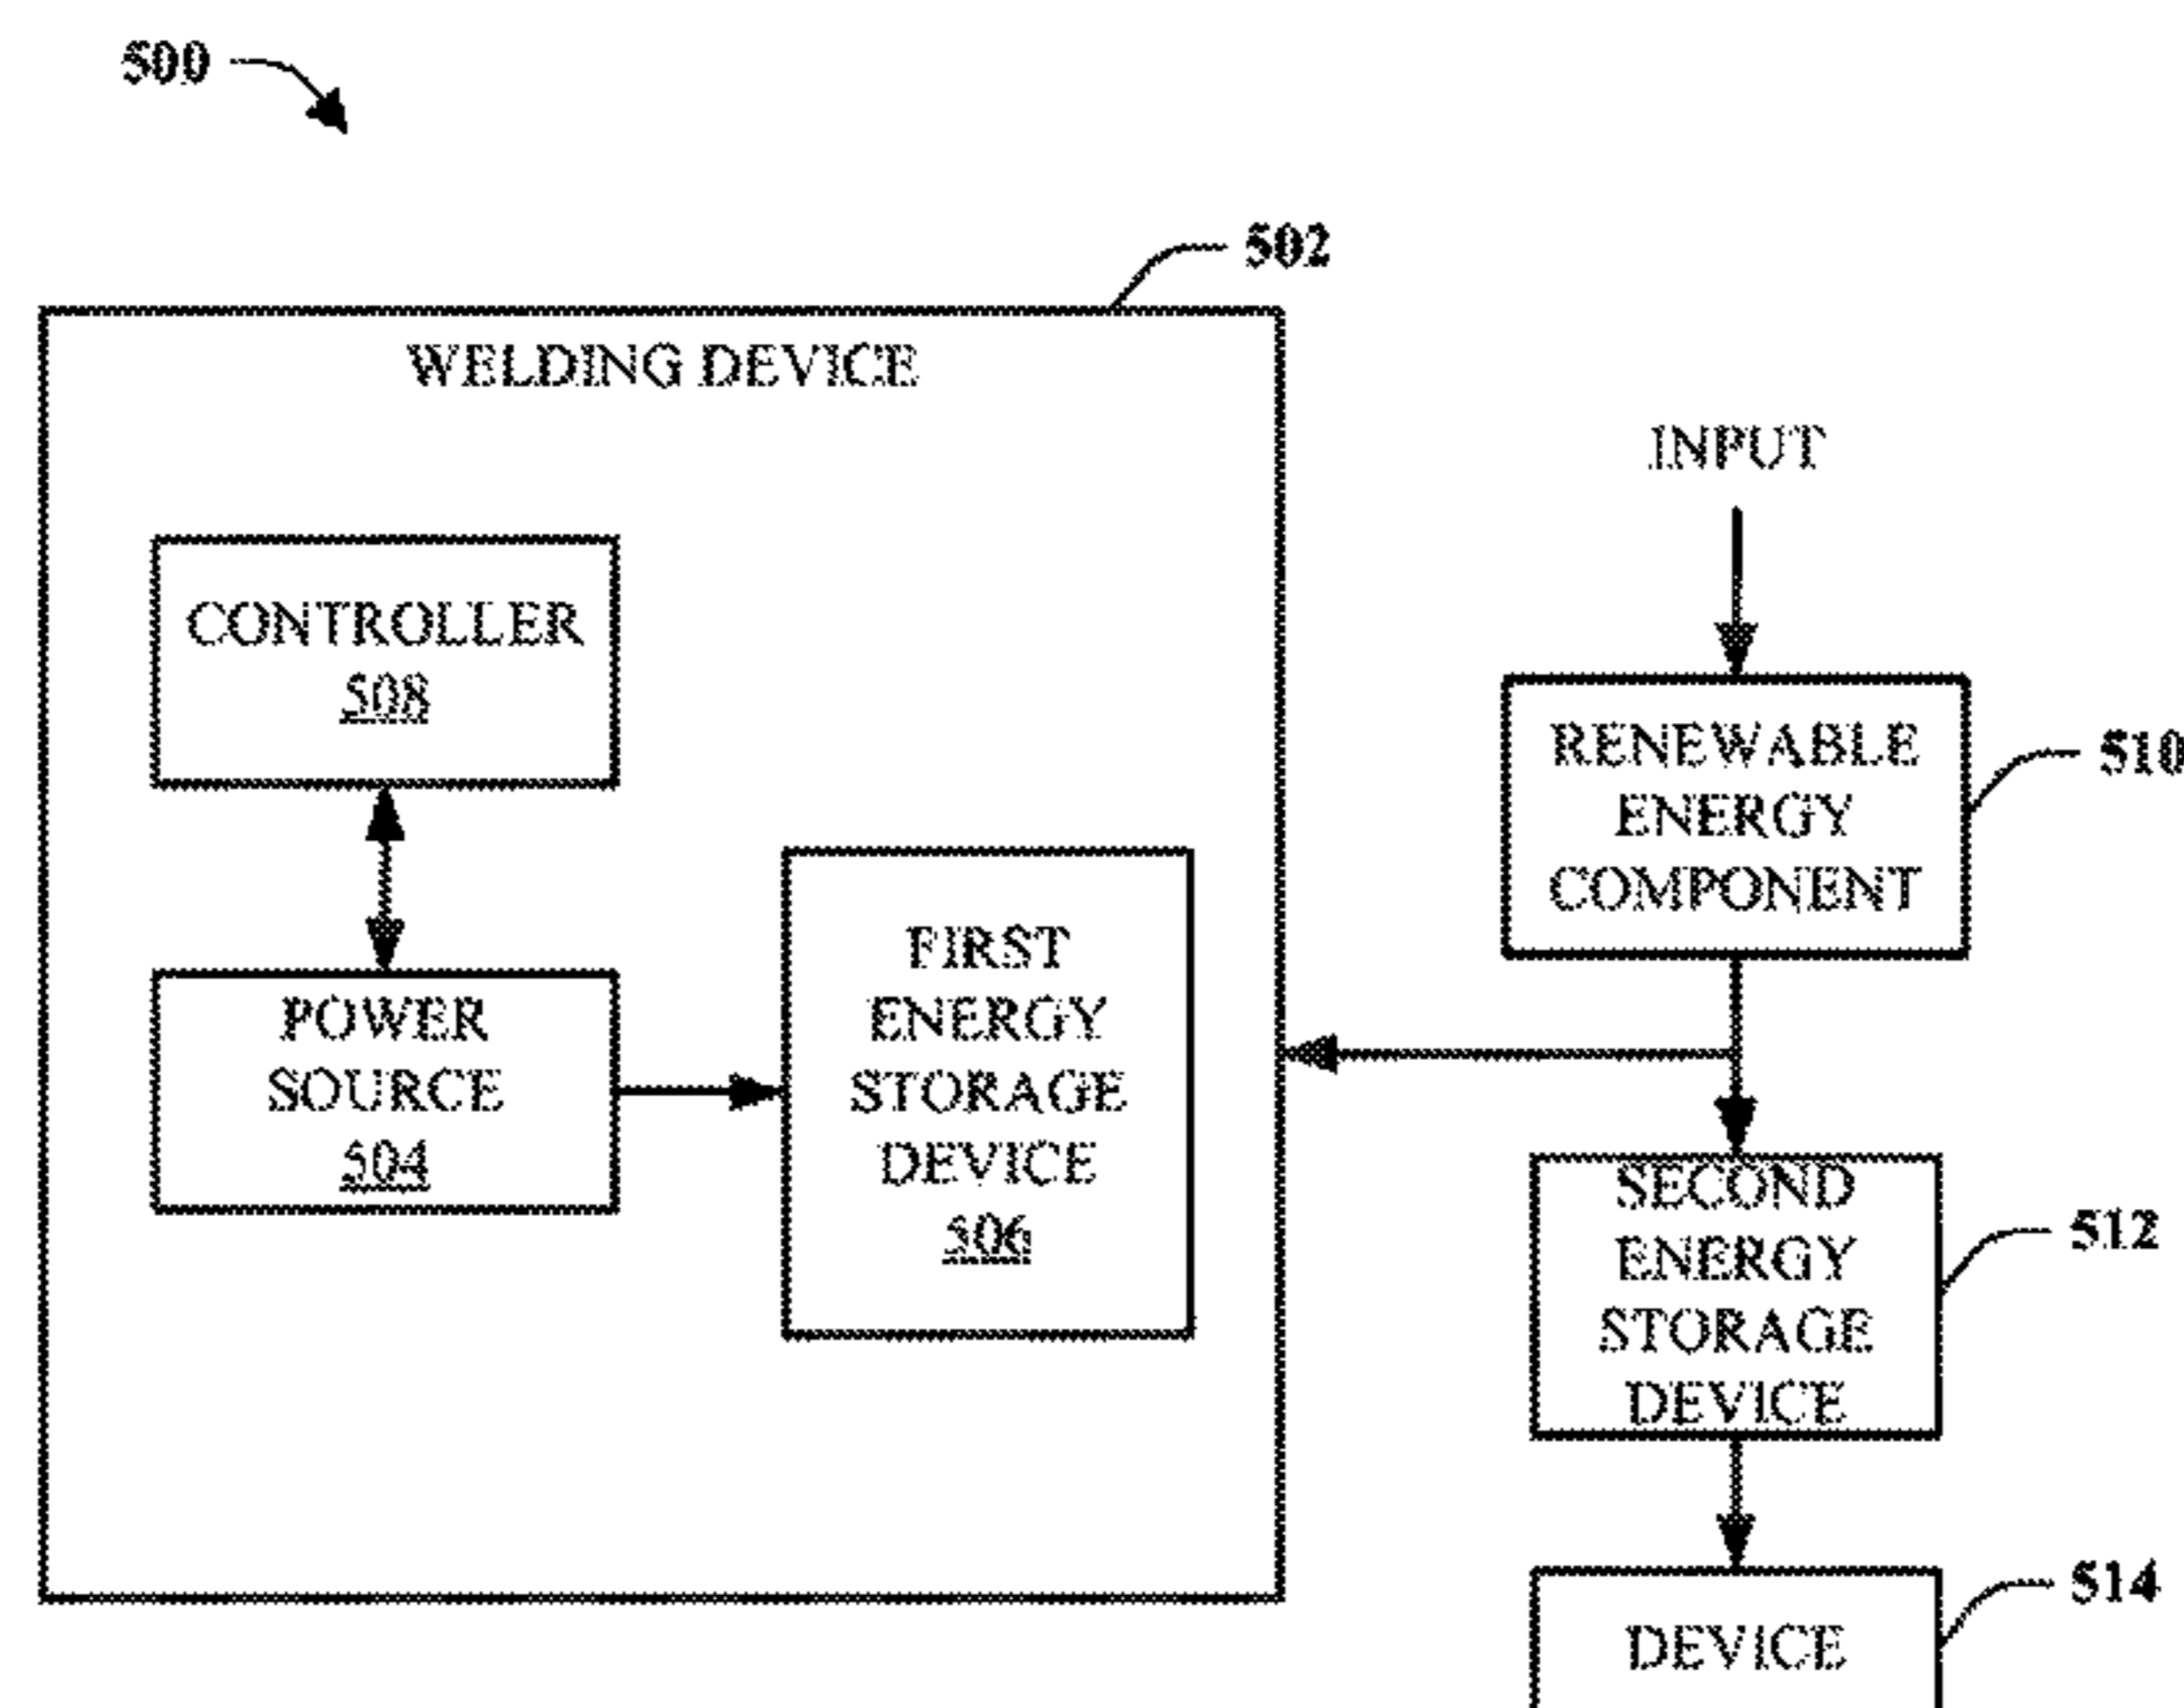 500
502
WELDING DEVICE
INPUT
CONTROLLER
508
RENEWABLE
ENERGY
COMPONENT
510
POWER
SOURCE
504
FIRST
ENERGY
STORAGE
DEVICE
506
SECOND
ENERGY
STORAGE
DEVICE
512
DEVICE
514